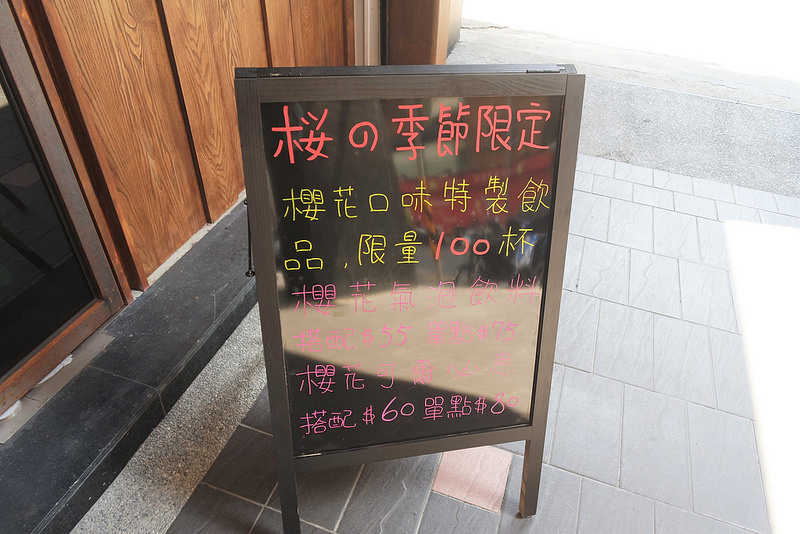 桜の季節限定
櫻花口味特製飲
品,限量100杯
櫻花氣泡飲料
搭配$55 單點$75
櫻花可爾必思
搭配$60單點$80